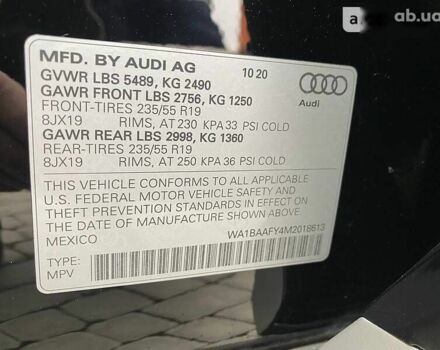 ab.ua
MFD. BY AUDI AG 10 20
GVWR LBS 5489, KG 2490
GAWR FRONT LBS 2756, KG 1250
FRONT-TIRES 235/55 R19
8JX19 RIMS, AT 230 KPA 33 PSI COLD
GAWR REAR LBS 2998, KG 1360
REAR-TIRES 235/55 R19
8JX19 RIMS, AT 250 KPA 36 PSI COLD
Audi
THIS VEHICLE CONFORMS TO ALL APPLICABLE
U.S. FEDERAL MOTOR VEHICLE SAFETY AND
THEFT PREVENTION STANDARDS IN EFFECT ON THE
DATE OF MANUFACTURE SHOWN ABOVE.
MEXICO WA1BAAFY4M2018613
TYPE:
MPV